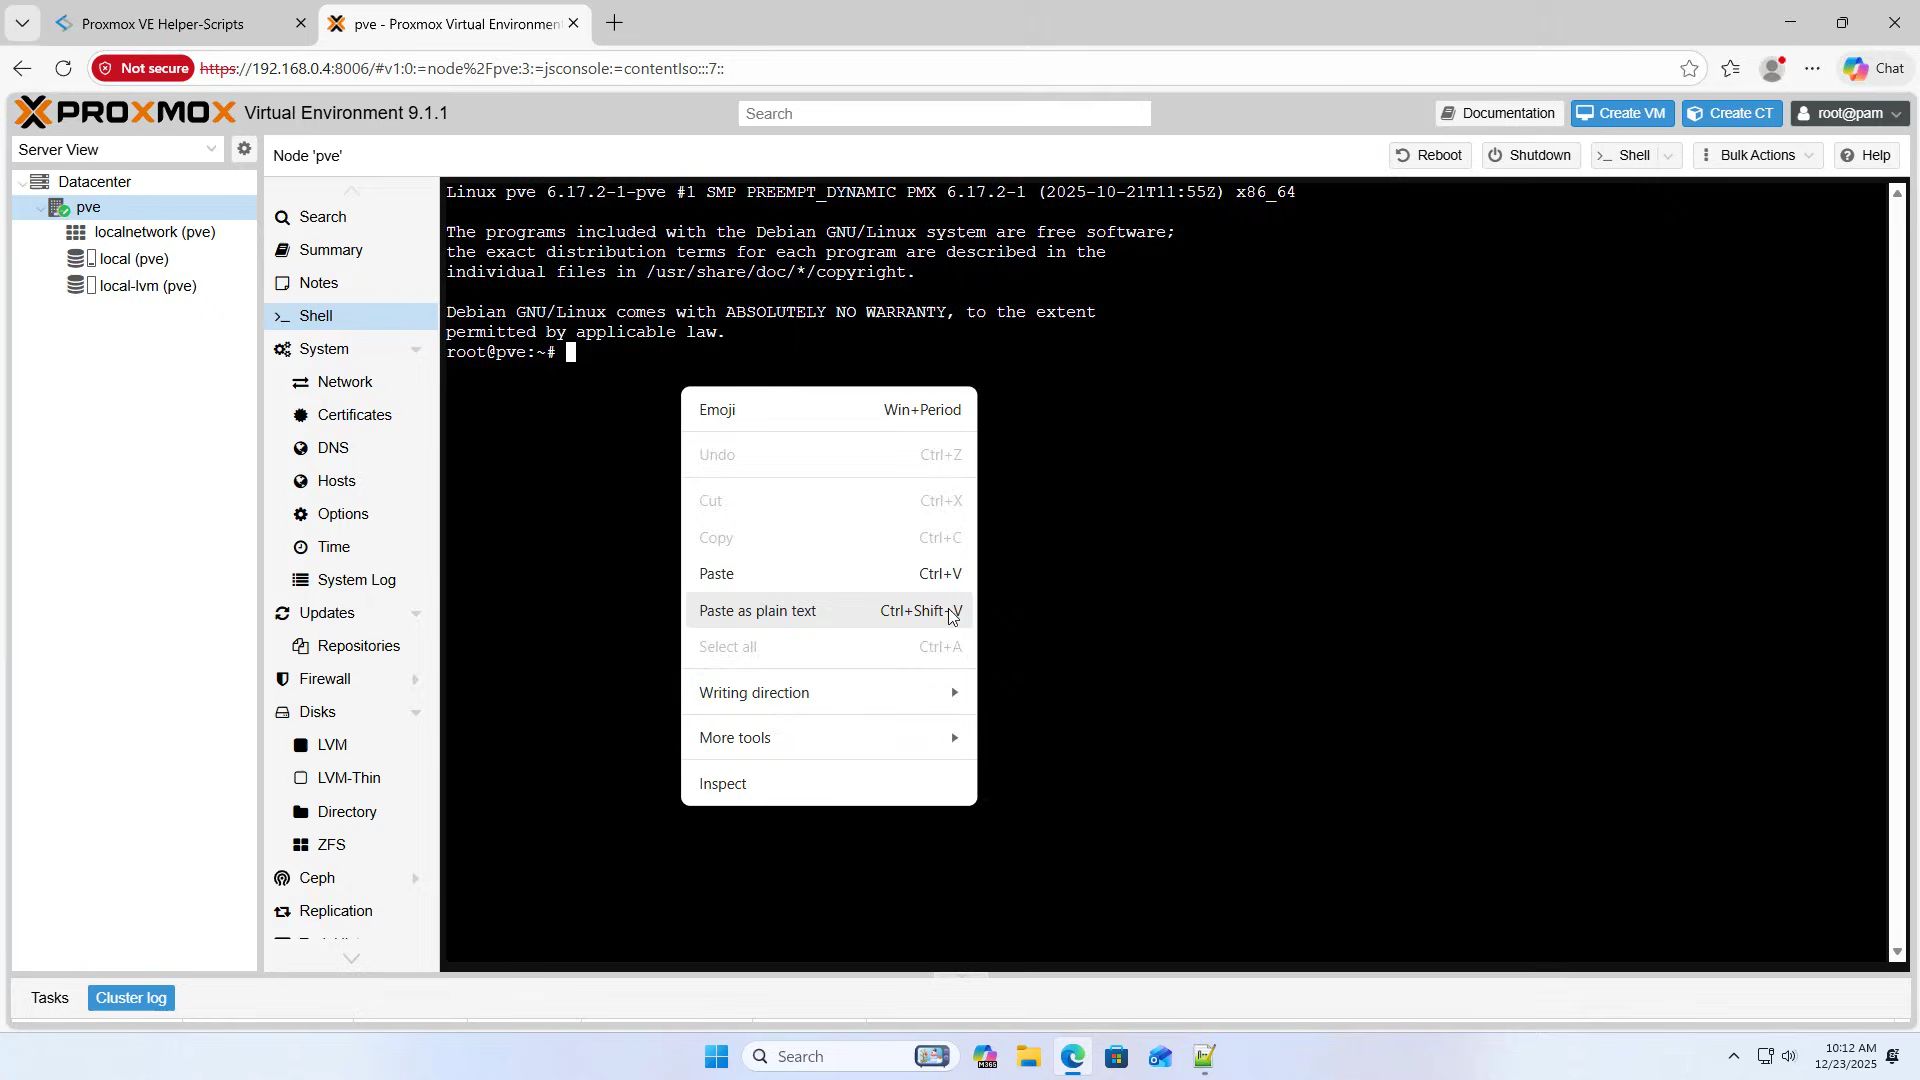 Proxmox VE Helper-Scripts
pve - Proxmox Virtual Environmen
Not secure
https://192.168.0.4:8006/#v1:0:=node%2Fpve:3:=jsconsole:=contentIso:::7::
Chat
PROXMOX Virtual Environment 9.1.1
Search
Documentation
Create VM
Create CT
root@pam
Server View
Node 'pve'
Reboot
Shutdown
Shell
Bulk Actions
Help
Datacenter
pve
localnetwork (pve)
local (pve)
local-lvm (pve)
Search
Summary
Notes
Shell
System
Network
Certificates
DNS
Hosts
Options
Time
System Log
Updates
Repositories
Firewall
Disks
LVM
LVM-Thin
Directory
ZFS
Ceph
Replication
Linux pve 6.17.2-1-pve #1 SMP PREEMPT_DYNAMIC PMX 6.17.2-1 (2025-10-21T11:55Z) x86_64
The programs included with the Debian GNU/Linux system are free software;
the exact distribution terms for each program are described in the
individual files in /usr/share/doc/*/copyright.
Debian GNU/Linux comes with ABSOLUTELY NO WARRANTY, to the extent
permitted by applicable law.
root@pve:~#
Emoji Win+Period
Undo Ctrl+Z
Cut Ctrl+X
Copy Ctrl+C
Paste Ctrl+V
Paste as plain text Ctrl+Shift+V
Select all Ctrl+A
Writing direction
More tools
Inspect
Tasks
Cluster log
Search
M365
10:12 AM
12/23/2025